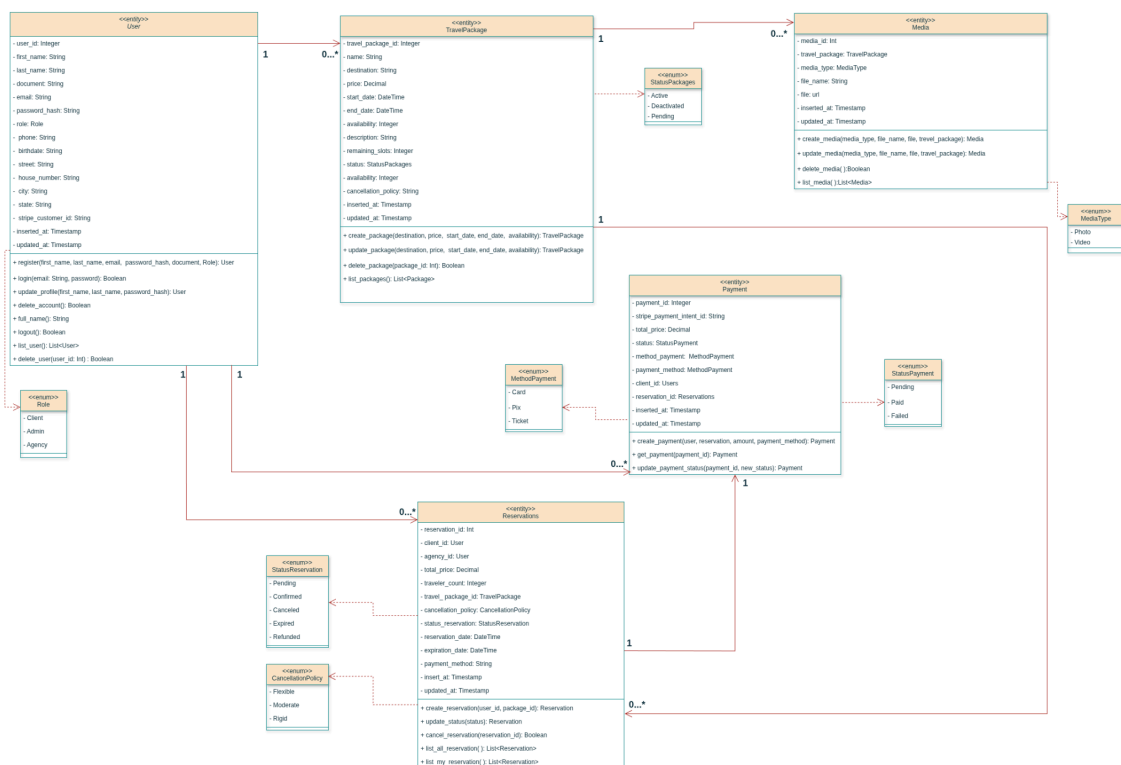 <<entity>>
User
- user_id: Integer
- first_name: String
- last_name: String
- document: String
- email: String
- password_hash: String
- role: Role
- phone: String
- birthdate: String
- street: String
- house_number: String
- city: String
- state: String
- stripe_customer_id: String
- inserted_at: Timestamp
- updated_at: Timestamp
+ register(first_name, last_name, email, password_hash, document, Role): User
+ login(email: String, password): Boolean
+ update_profile(first_name, last_name, password_hash): User
+ delete_account(): Boolean
+ full_name(): String
+ logout(): Boolean
+ list_user(): List<User>
+ delete_user(user_id: Int) : Boolean
1
0...*
<<entity>>
TravelPackage
- travel_package_id: Integer
- name: String
- destination: String
- price: Decimal
- start_date: DateTime
- end_date: DateTime
- availability: Integer
- description: String
- remaining_slots: Integer
- status: StatusPackages
- availability: Integer
- cancellation_policy: String
- inserted_at: Timestamp
- updated_at: Timestamp
+ create_package(destination, price, start_date, end_date, availability): TravelPackage
+ update_package(destination, price, start_date, end_date, availability): TravelPackage
+ delete_package(package_id: Int): Boolean
+ list_packages(): List<Package>
1
0...*
<<enum>>
StatusPackages
- Active
- Deactivated
- Pending
<<entity>>
Media
- media_id: Int
- travel_package: TravelPackage
- media_type: MediaType
- file_name: String
- file: url
- inserted_at: Timestamp
- updated_at: Timestamp
+ create_media(media_type, file_name, file, trevel_package): Media
+ update_media(media_type, file_name, file, travel_package): Media
+ delete_media( ):Boolean
+ list_media( ):List<Media>
<<enum>>
MediaType
- Photo
- Video
1
<<entity>>
Payment
- payment_id: Integer
- stripe_payment_intent_id: String
- total_price: Decimal
- status: StatusPayment
- method_payment: MethodPayment
- payment_method: MethodPayment
- client_id: Users
- reservation_id: Reservations
- inserted_at: Timestamp
- updated_at: Timestamp
+ create_payment(user, reservation, amount, payment_method): Payment
+ get_payment(payment_id): Payment
+ update_payment_status(payment_id, new_status): Payment
<<enum>>
MethodPayment
- Card
- Pix
- Ticket
<<enum>>
StatusPayment
- Pending
- Paid
- Failed
1
1
<<enum>>
Role
- Client
- Admin
- Agency
0...*
1
0...*
<<entity>>
Reservations
- reservation_id: Int
- client_id: User
- agency_id: User
- total_price: Decimal
- traveler_count: Integer
- travel_ package_id: TravelPackage
- cancellation_policy: CancellationPolicy
- status_reservation: StatusReservation
- reservation_date: DateTime
- expiration_date: DateTime
- payment_method: String
- insert_at: Timestamp
- updated_at: Timestamp
+ create_reservation(user_id, package_id): Reservation
+ update_status(status): Reservation
+ cancel_reservation(reservation_id): Boolean
+ list_all_reservation( ): List<Reservation>
+ list_my_reservation( ): List<Reservation>
<<enum>>
StatusReservation
- Pending
- Confirmed
- Canceled
- Expired
- Refunded
<<enum>>
CancellationPolicy
- Flexible
- Moderate
- Rigid
1
0...*